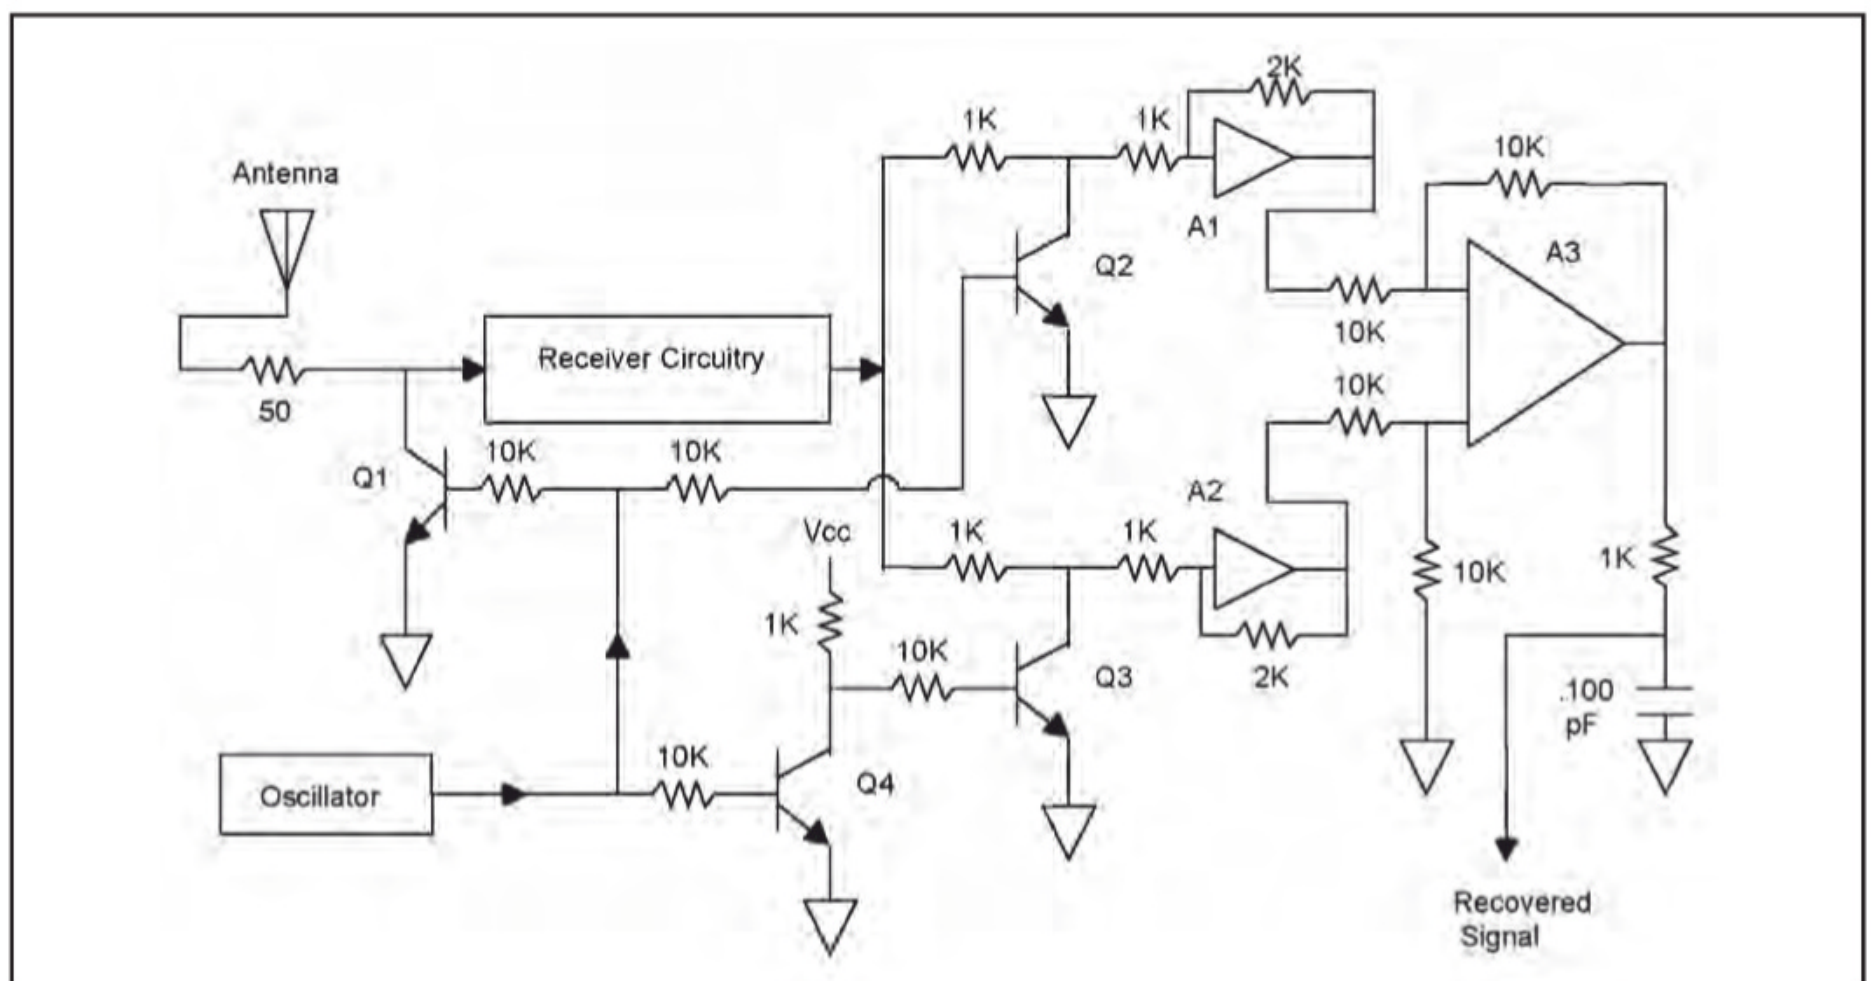 2K
1K
1K
10K
Antenna
A1
A3
Q2
10K
Receiver Circuitry
10K
50
10K
10K
Q1
A2
Vcc
1K
1K
1K
10K
1K
10K
Q3
2K
.100
pF
10K
Q4
Oscillator
Recovered
Signal